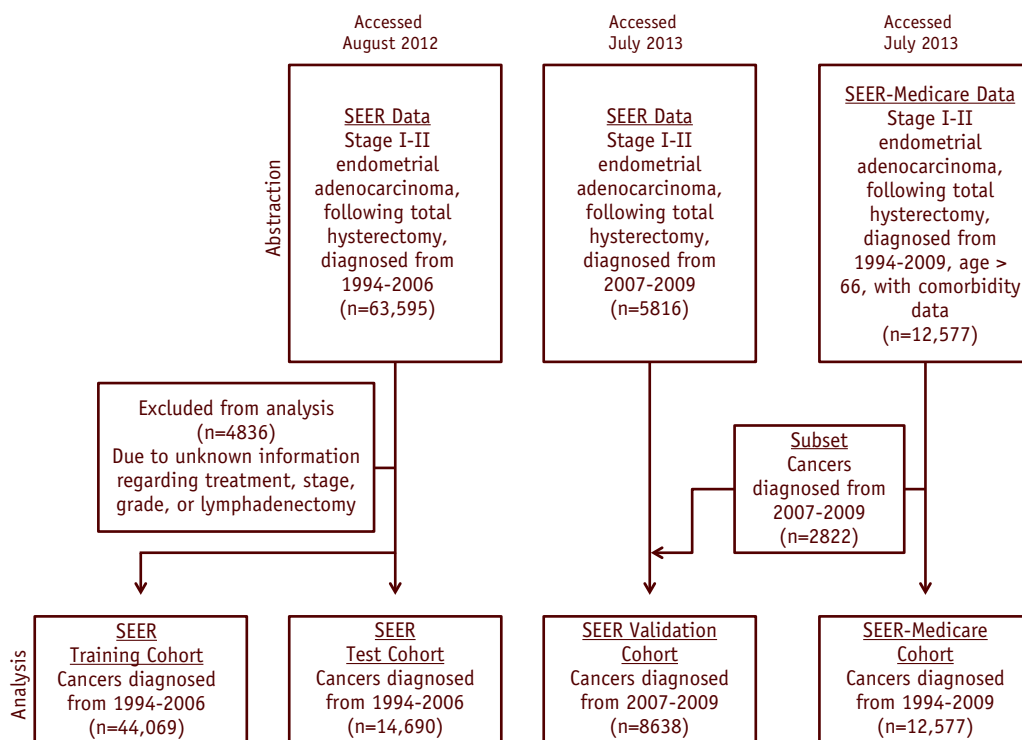 Accessed
August 2012
Accessed
July 2013
Accessed
July 2013
Abstraction
SEER Data
Stage I-II
endometrial
adenocarcinoma,
following total
hysterectomy,
diagnosed from
1994-2006
(n=63,595)
SEER Data
Stage I-II
endometrial
adenocarcinoma,
following total
hysterectomy,
diagnosed from
2007-2009
(n=5816)
SEER-Medicare Data
Stage I-II
endometrial
adenocarcinoma,
following total
hysterectomy,
diagnosed from
1994-2009, age >
66, with comorbidity
data
(n=12,577)
Excluded from analysis
(n=4836)
Due to unknown information
regarding treatment, stage,
grade, or lymphadenectomy
Subset
Cancers
diagnosed from
2007-2009
(n=2822)
Analysis
SEER
Training Cohort
Cancers diagnosed
from 1994-2006
(n=44,069)
SEER
Test Cohort
Cancers diagnosed
from 1994-2006
(n=14,690)
SEER Validation
Cohort
Cancers diagnosed
from 2007-2009
(n=8638)
SEER-Medicare
Cohort
Cancers diagnosed
from 1994-2009
(n=12,577)